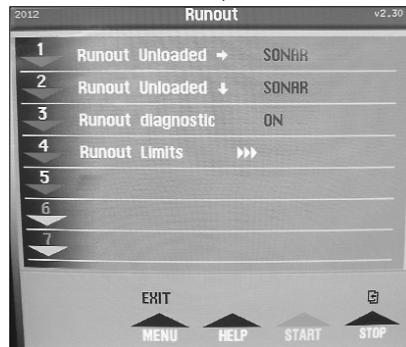 2012 Runout v2.30
1 Runout Unloaded → SONAR
2 Runout Unloaded ↓ SONAR
3 Runout diagnostic ON
4 Runout Limits
5
6
7
EXIT
MENU HELP START STOP